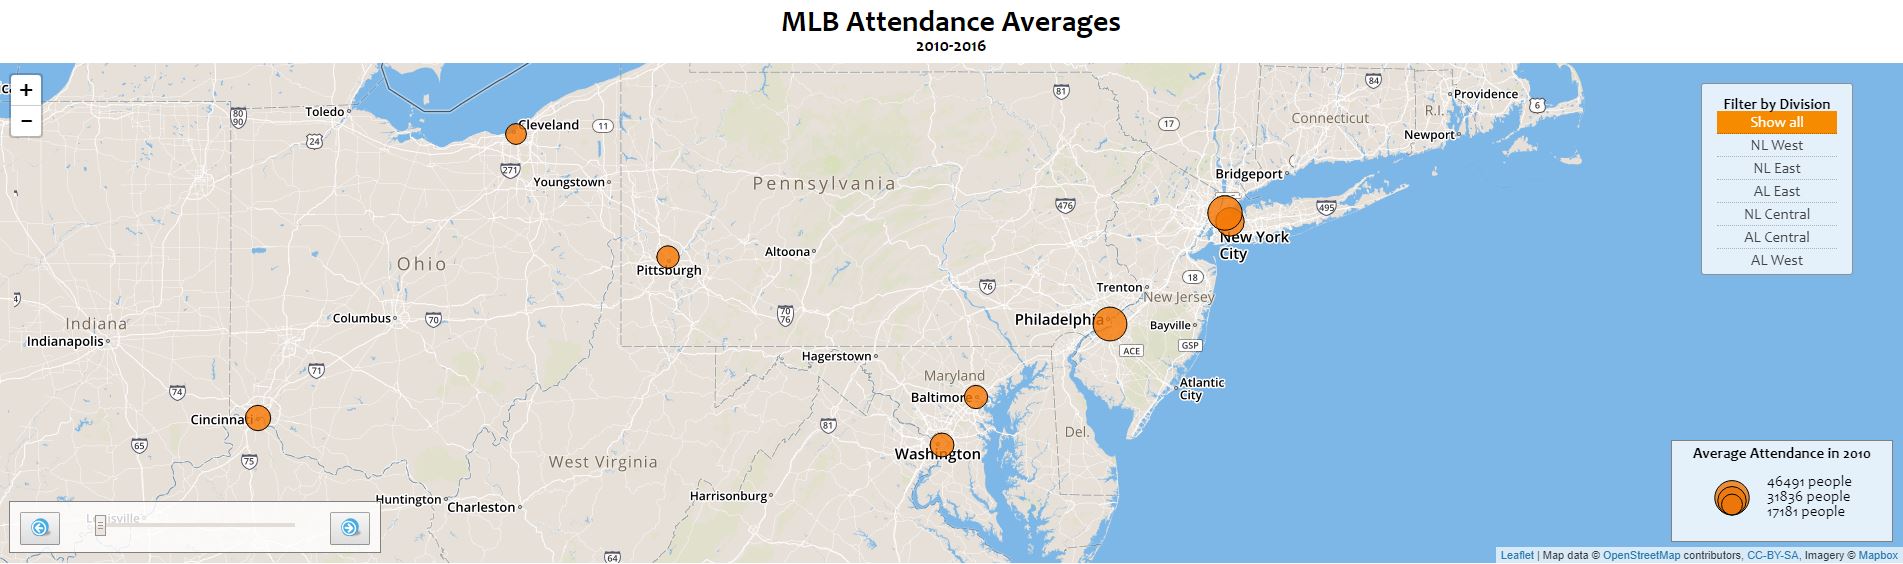 MLB Attendance Averages
2010-2016
+
−
Toledo
80
90
24
Cleveland
11
271
Youngstown
Pennsylvania
81
17
84
Connecticut
R.I.
Providence
6
Newport
Bridgeport
476
495
New York
City
Pittsburgh
Altoona
Ohio
76
18
Trenton
New Jersey
4
Indiana
Indianapolis
Columbus
70
70
76
Philadelphia
Bayville
ACE
GSP
Hagerstown
71
74
Maryland
Baltimore
Atlantic
City
Cincinnati
65
75
81
Del.
Washington
West Virginia
Harrisonburg
Huntington
Charleston
Louisville
64
Filter by Division
Show all
NL West
NL East
AL East
NL Central
AL Central
AL West
Average Attendance in 2010
46491 people
31836 people
17181 people
Leaflet | Map data © OpenStreetMap contributors, CC-BY-SA, Imagery © Mapbox